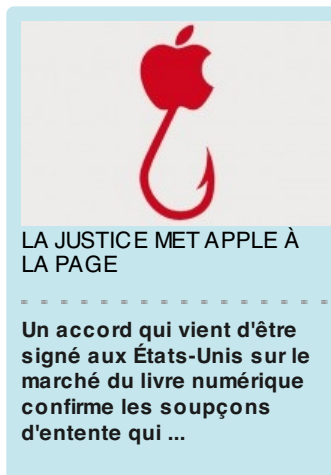 LA JUSTICE MET APPLE À
LA PAGE
Un accord qui vient d'être
signé aux États-Unis sur le
marché du livre numérique
confirme les soupçons
d'entente qui ...